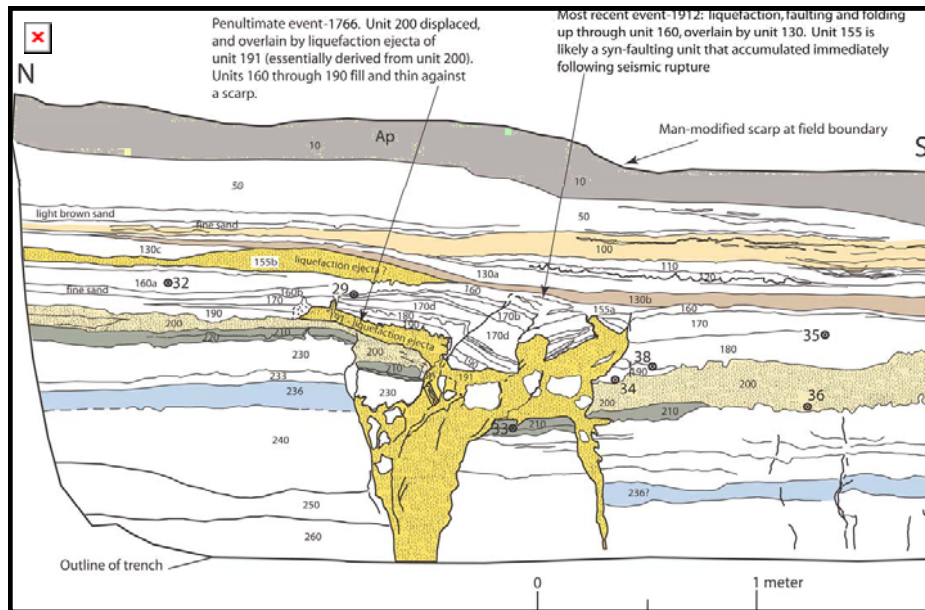 Penultimate event-1766. Unit 200 displaced,
and overlain by liquefaction ejecta of
unit 191 (essentially derived from unit 200).
Units 160 through 190 fill and thin against
a scarp.
Most recent event-1912: liquefaction, faulting and folding
up through unit 160, overlain by unit 130. Unit 155 is
likely a syn-faulting unit that accumulated immediately
following seismic rupture
N
S
Man-modified scarp at field boundary
Ap
10
10
50
50
light brown sand
fine sand
100
130c
155b
liquefaction ejecta ?
130a
110
120
160a
32
29
160
130b
fine sand
160b
170
170d
170b
155a
160
190
180
190
170d
170
35
200
191 - liquefaction ejecta
180
220
210
200
190
38
190
230
210
191
34
200
36
233
230
200
210
236
33
210
240
236?
250
260
Outline of trench
0
1 meter